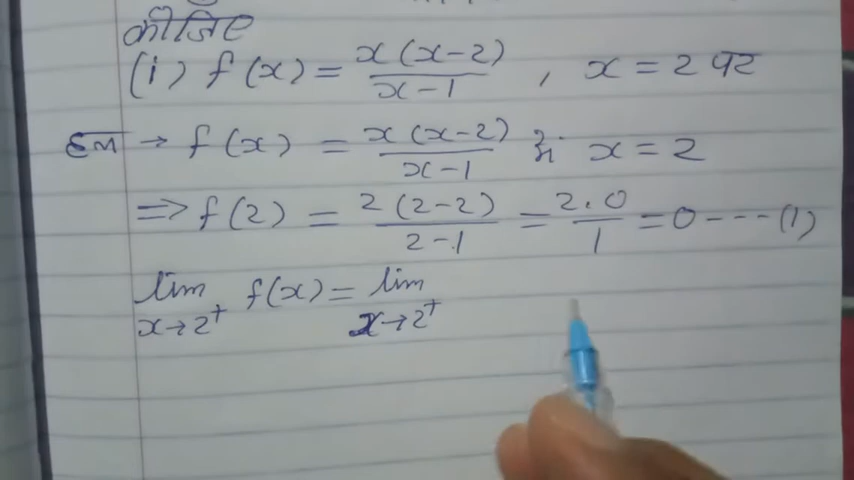 कीजिए
(i) f(x) = x(x-2)/x-1 , x = 2 पर
हल → f(x) = x(x-2)/x-1 में x = 2
⇒ f(2) = 2(2-2)/2-1 = 2.0/1 = 0 --- (1)
lim x→2⁺ f(x) = lim x→2⁺